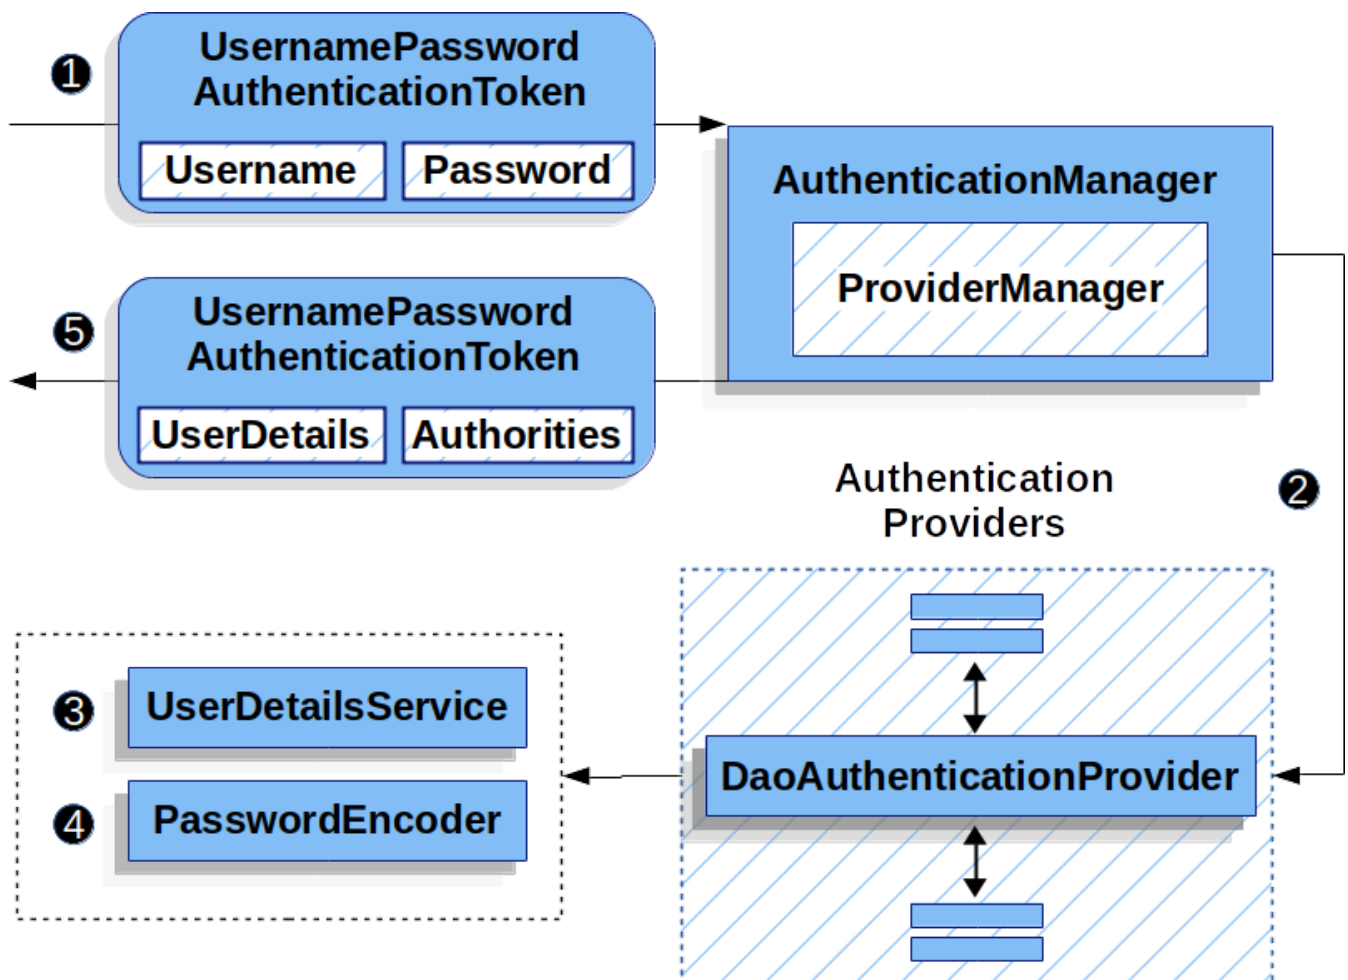 1
UsernamePassword
AuthenticationToken
Username
Password
AuthenticationManager
ProviderManager
5
UsernamePassword
AuthenticationToken
UserDetails
Authorities
2
Authentication
Providers
3
UserDetailsService
DaoAuthenticationProvider
4
PasswordEncoder